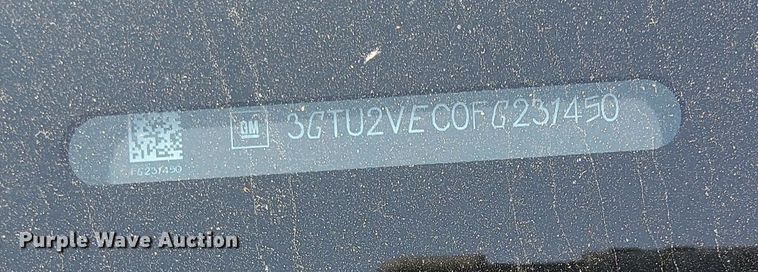 GM 3GTU2VEC0FG231450
FG231450
Purple Wave Auction